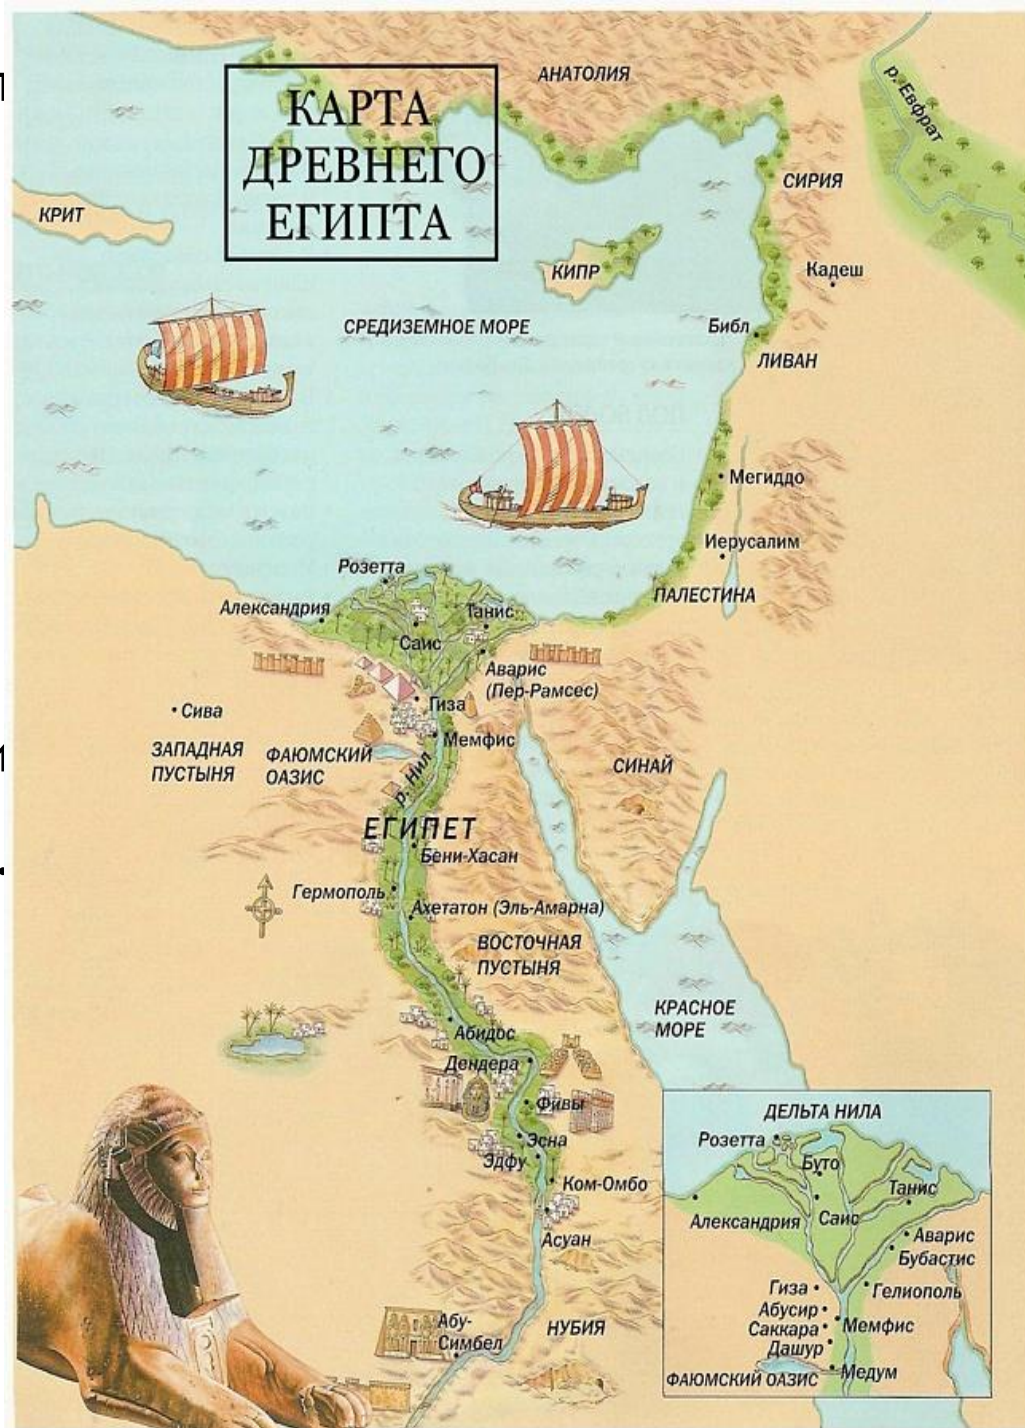 КАРТА
ДРЕВНЕГО
ЕГИПТА
АНАТОЛИЯ
р. Евфрат
СИРИЯ
КРИТ
КИПР
Кадеш
СРЕДИЗЕМНОЕ МОРЕ
Библ
ЛИВАН
Мегиддо
Иерусалим
ПАЛЕСТИНА
Розетта
Александрия
Танис
Саис
Аварис
(Пер-Рамсес)
Гиза
Сива
Мемфис
ЗАПАДНАЯ
ПУСТЫНЯ
ФАЮМСКИЙ
ОАЗИС
р. Нил
СИНАЙ
ЕГИПЕТ
Бени-Хасан
Гермополь
Ахетатон (Эль-Амарна)
ВОСТОЧНАЯ
ПУСТЫНЯ
КРАСНОЕ
МОРЕ
Абидос
Дендера
Фивы
Эсна
Эдфу
Ком-Омбо
Асуан
Абу-
Симбел
НУБИЯ
ДЕЛЬТА НИЛА
Розетта
Буто
Танис
Александрия
Саис
Аварис
Бубастис
Гиза
Гелиополь
Абусир
Саккара
Мемфис
Дашур
ФАЮМСКИЙ ОАЗИС
Медум